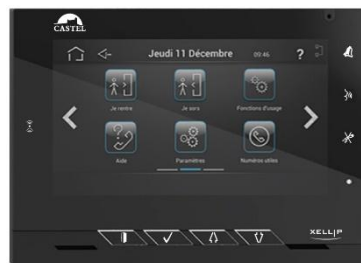 CASTEL
Jeudi 11 Décembre 09:46 ?
Je rentre
Je sors
Fonctions d'usage
Aide
Paramètres
Numéros utiles
XELLIP